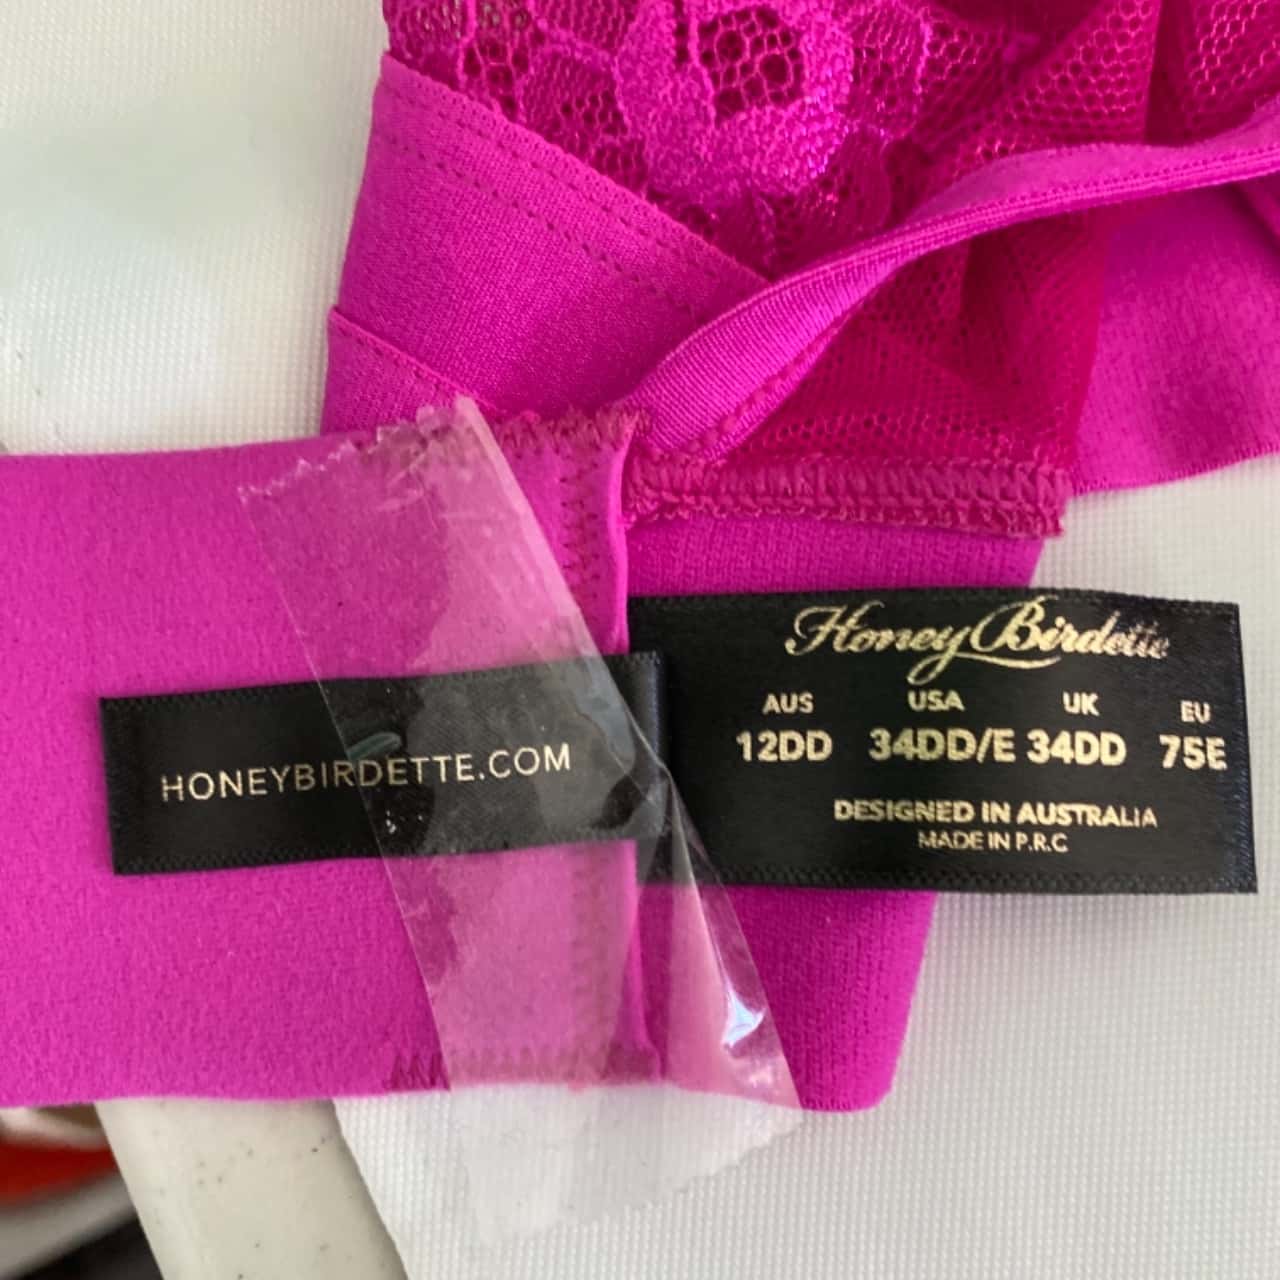 Honey Birdette
AUS USA UK EU
12DD 34DD/E 34DD 75E
DESIGNED IN AUSTRALIA
MADE IN P.R.C
HONEYBIRDETTE.COM